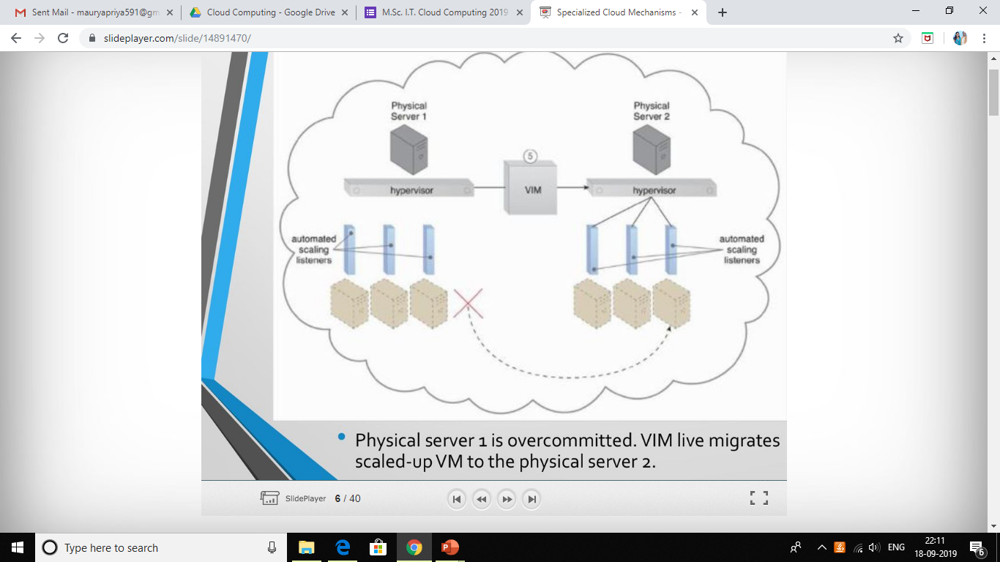 Sent Mail - mauryapriya591@gm
Cloud Computing - Google Drive
M.Sc. I.T. Cloud Computing 2019
Specialized Cloud Mechanisms -
slideplayer.com/slide/14891470/
Physical
Server 1
Physical
Server 2
5
hypervisor
VIM
hypervisor
automated
scaling
listeners
automated
scaling
listeners
Physical server 1 is overcommitted. VIM live migrates
scaled-up VM to the physical server 2.
SlidePlayer 6 / 40
Type here to search
ENG
22:11
18-09-2019
6